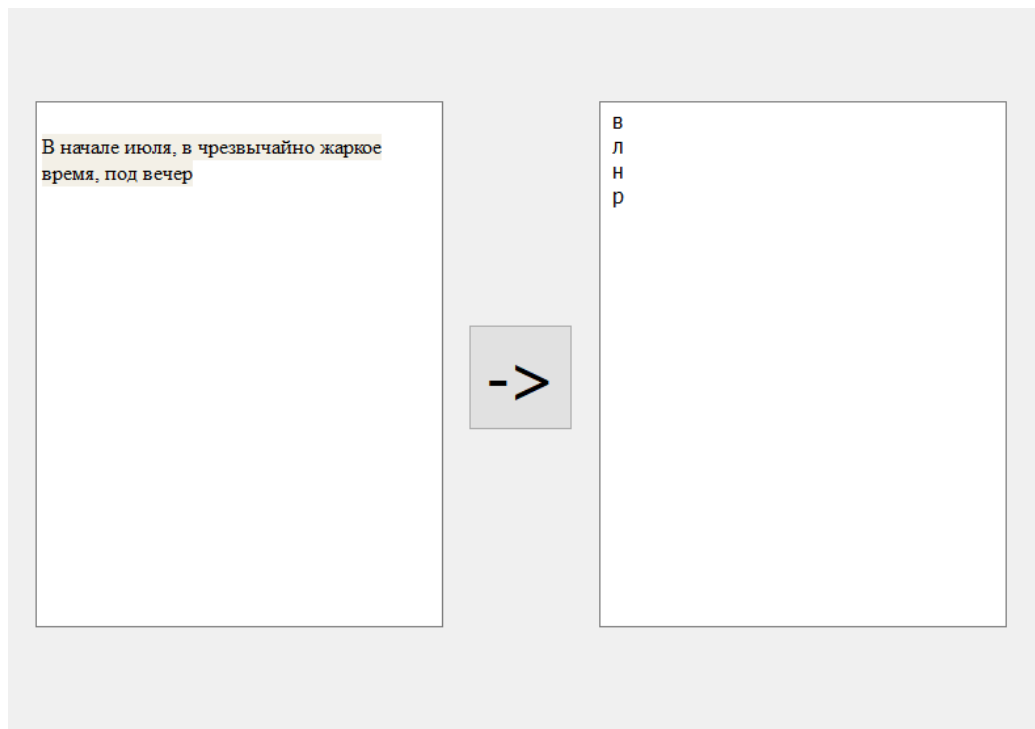 В начале июля, в чрезвычайно жаркое
время, под вечер
->
в
л
н
р